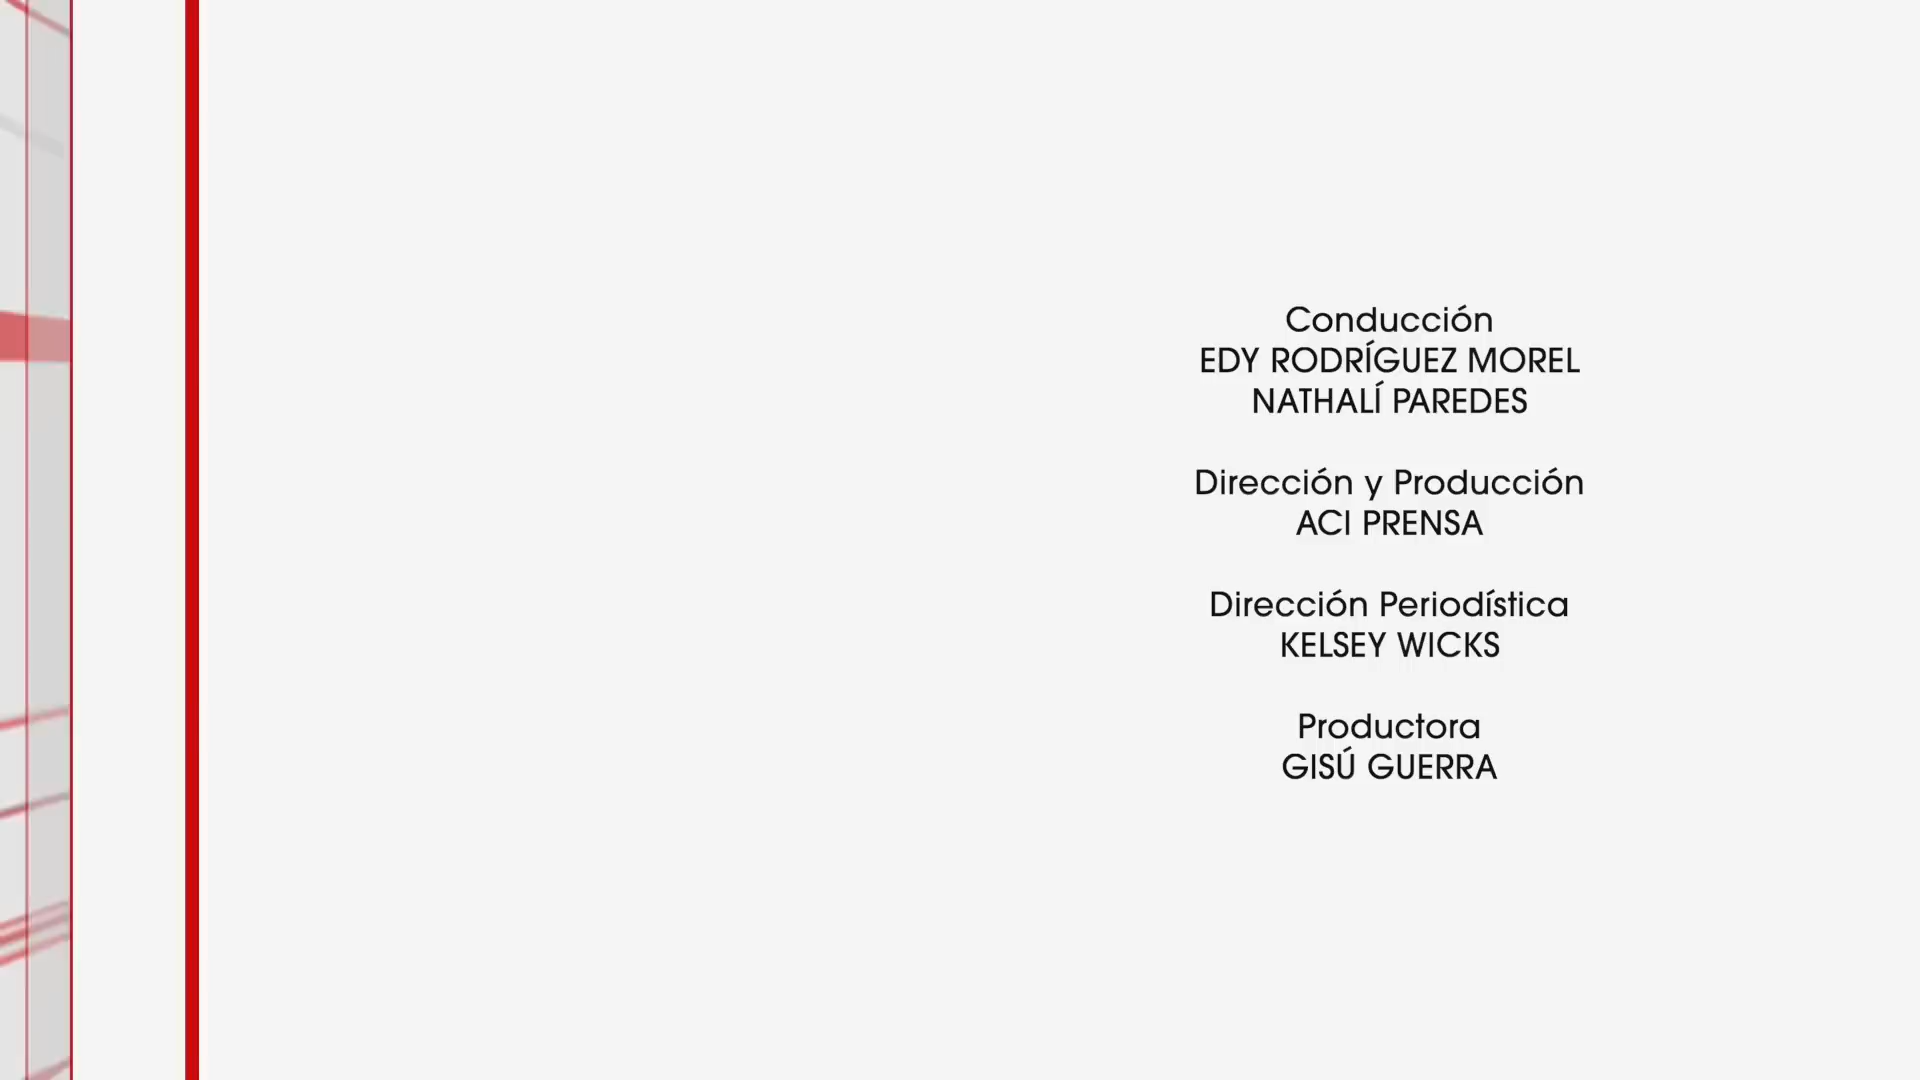 Conducción
EDY RODRÍGUEZ MOREL
NATHALÍ PAREDES
Dirección y Producción
ACI PRENSA
Dirección Periodística
KELSEY WICKS
Productora
GISÚ GUERRA